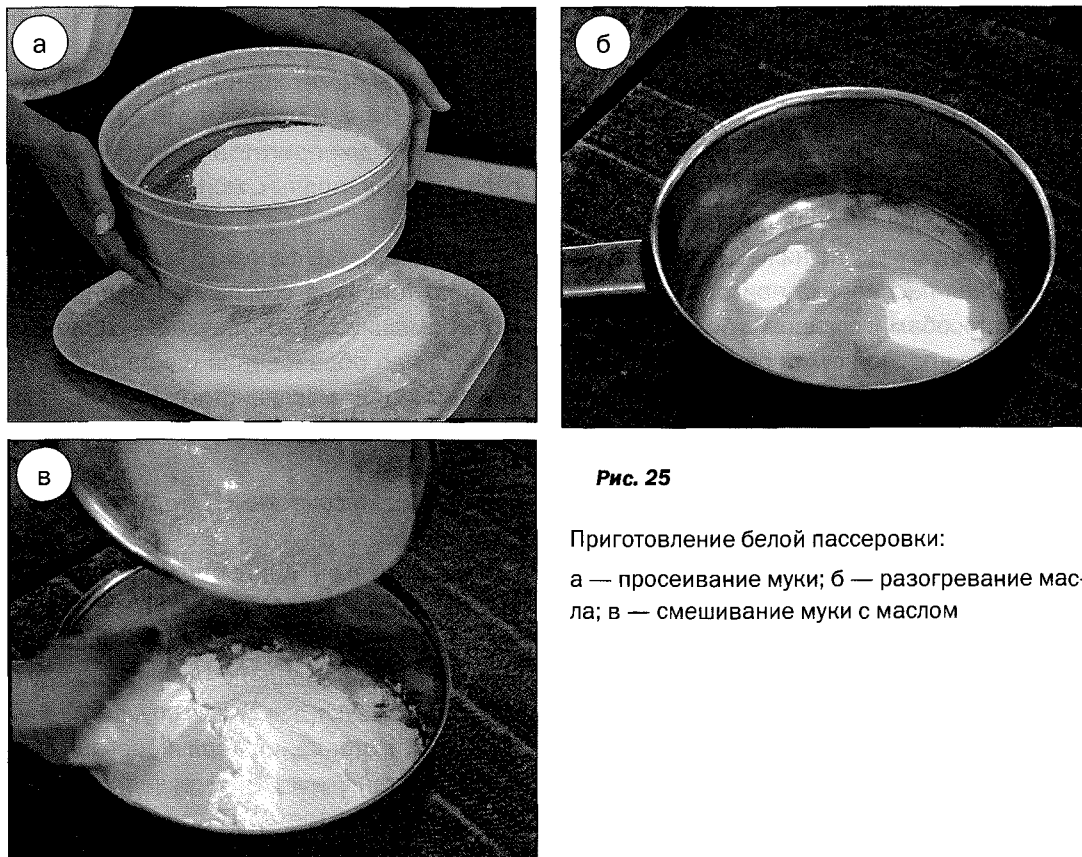 а
б
в
Рис. 25
Приготовление белой пассеровки:
а — просеивание муки; б — разогревание мас-
ла; в — смешивание муки с маслом